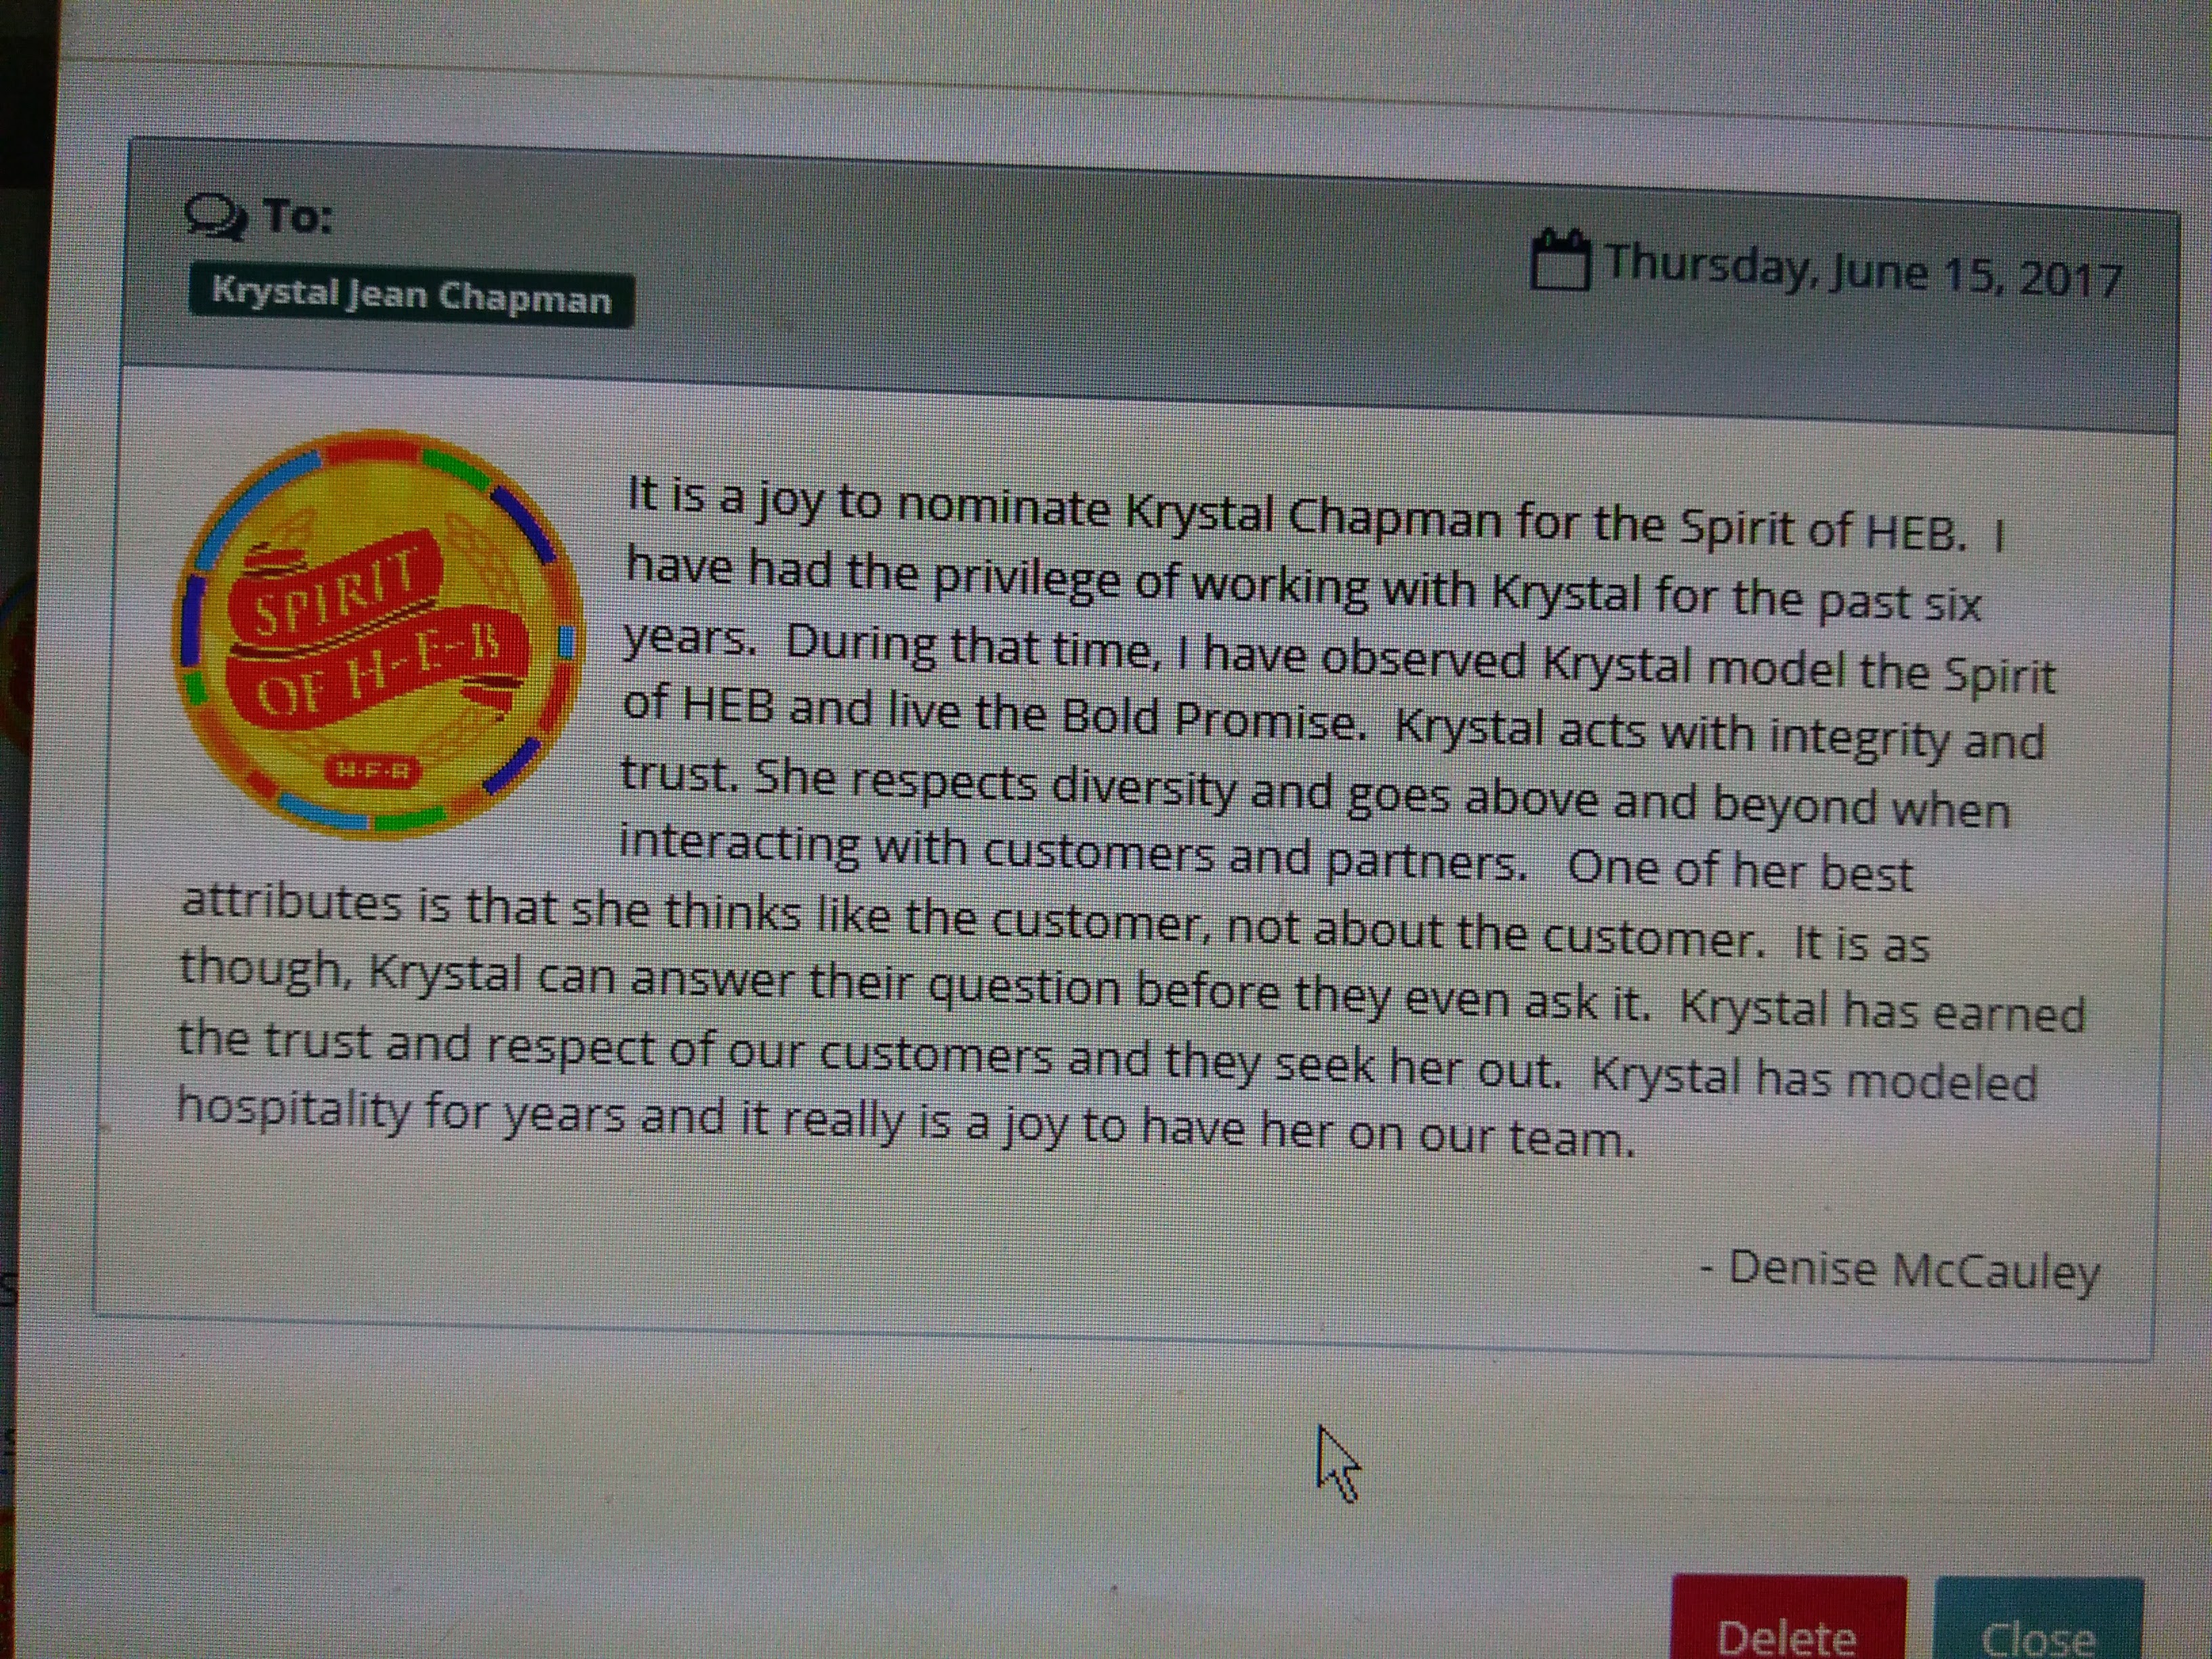 To:
Krystal Jean Chapman
Thursday, June 15, 2017
SPIRIT
OF H-E-B
H-E-B
It is a joy to nominate Krystal Chapman for the Spirit of HEB.  I
have had the privilege of working with Krystal for the past six
years.  During that time, I have observed Krystal model the Spirit
of HEB and live the Bold Promise.  Krystal acts with integrity and
trust. She respects diversity and goes above and beyond when
interacting with customers and partners.   One of her best
attributes is that she thinks like the customer, not about the customer.  It is as
though, Krystal can answer their question before they even ask it.  Krystal has earned
the trust and respect of our customers and they seek her out.  Krystal has modeled
hospitality for years and it really is a joy to have her on our team.
- Denise McCauley
Delete
Close